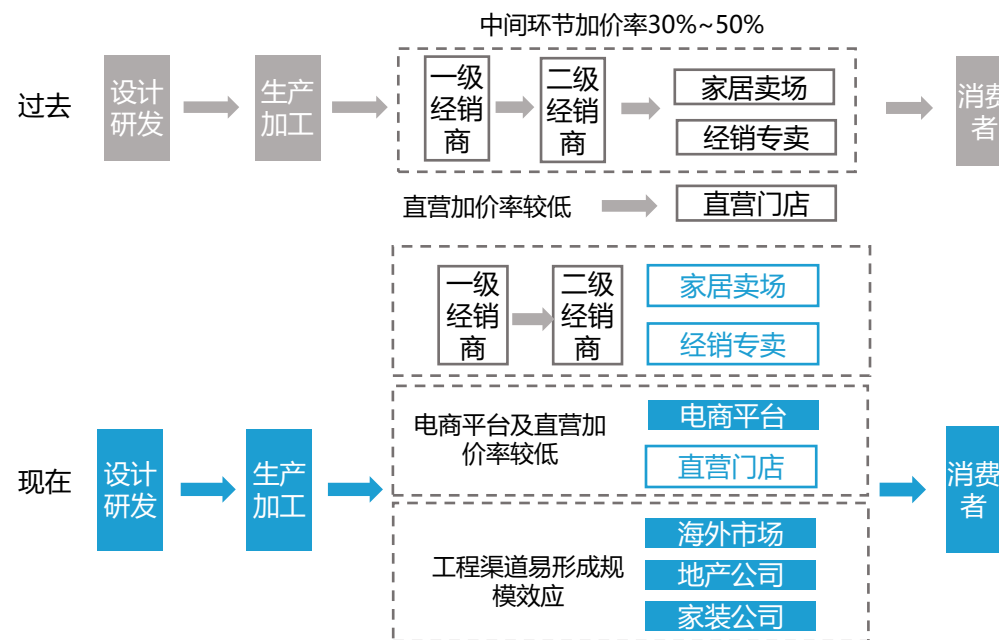 中间环节加价率30%~50%
过去
设计
研发
生产
加工
一级
经销
商
二级
经销
商
家居卖场
经销专卖
消费
者
直营加价率较低
直营门店
一级
经销
商
二级
经销
商
家居卖场
经销专卖
现在
设计
研发
生产
加工
电商平台及直营加
价率较低
电商平台
直营门店
工程渠道易形成规
模效应
海外市场
地产公司
家装公司
消费
者